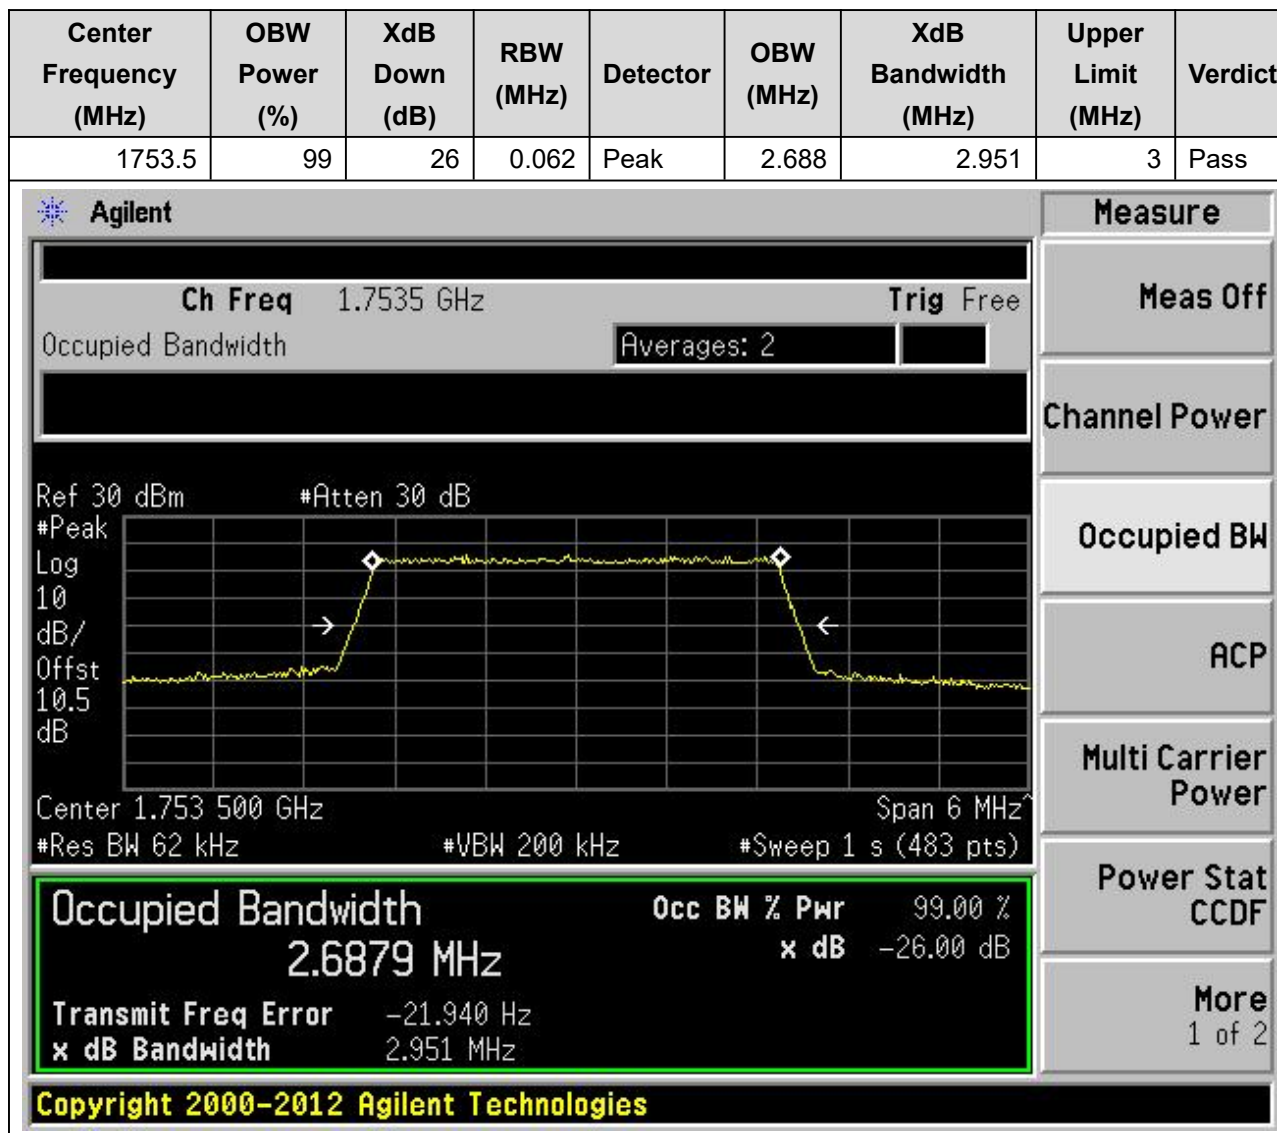 Center Frequency (MHz) OBW Power (%) XdB Down (dB) RBW (MHz) Detector OBW (MHz) XdB Bandwidth (MHz) Upper Limit (MHz) Verdict
1753.5 99 26 0.062 Peak 2.688 2.951 3 Pass
Agilent
Measure
Ch Freq 1.7535 GHz Trig Free
Meas Off
Occupied Bandwidth Averages: 2
Channel Power
Ref 30 dBm #Atten 30 dB
#Peak
Log
10
dB/
Offst
10.5
dB
Occupied BW
ACP
Multi Carrier
Power
Center 1.753 500 GHz Span 6 MHz^
#Res BW 62 kHz #VBW 200 kHz #Sweep 1 s (483 pts)
Power Stat
CCDF
Occupied Bandwidth Occ BW % Pwr 99.00 %
2.6879 MHz x dB -26.00 dB
Transmit Freq Error -21.940 Hz
x dB Bandwidth 2.951 MHz
More
1 of 2
Copyright 2000-2012 Agilent Technologies